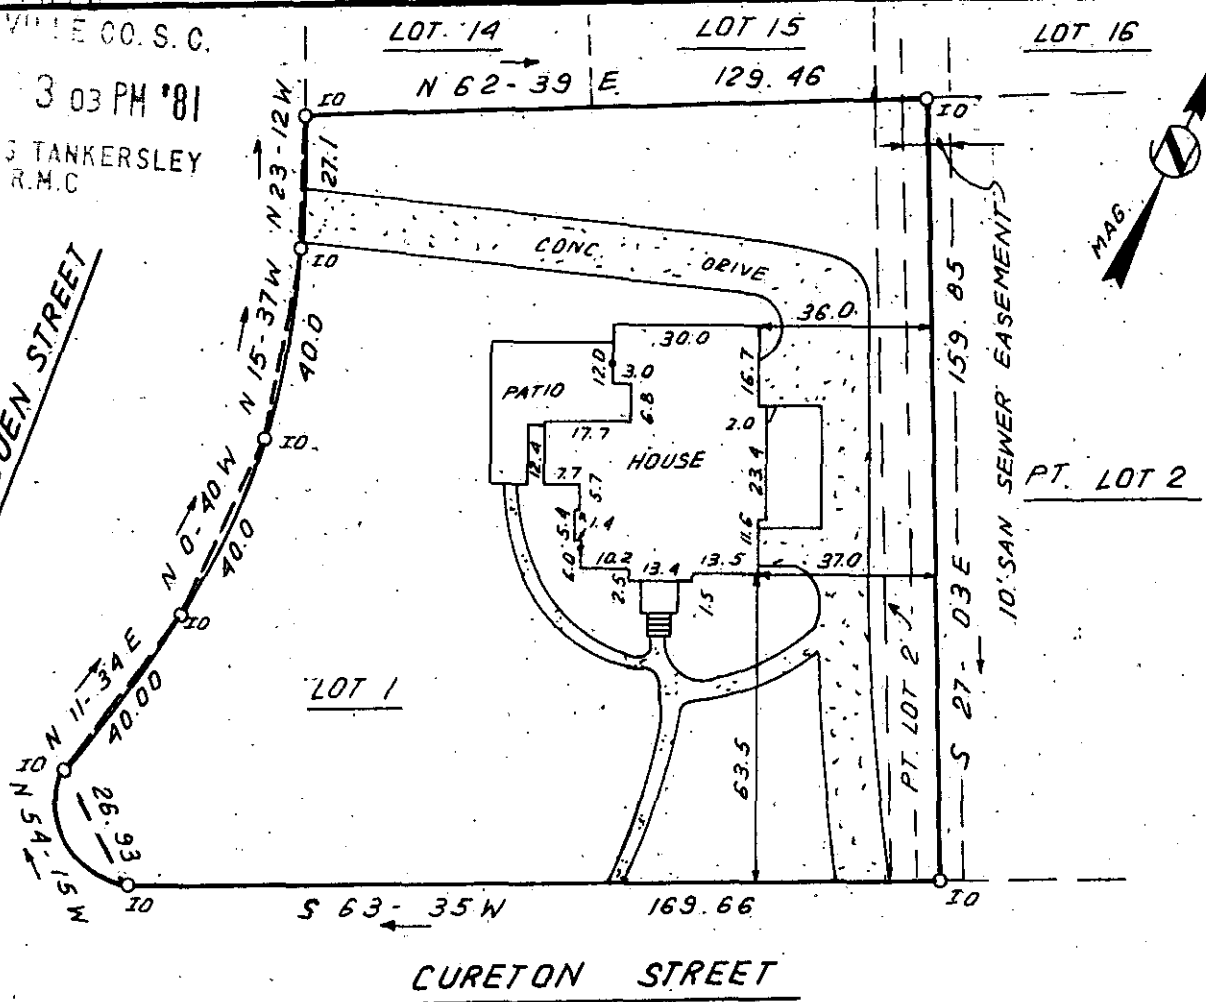 CO. S. C.
3 03 PM '81
TANKERSLEY
R.M.C
LOT. 14
LOT 15
LOT 16
N 62-39 E 129.46
IO
IO
N 23-12 W
27.1
IO
CONC. DRIVE
MAG.
STREET
N 15-37 W
40.0
30.0
36.0
12.0
3.0
6.8
16.7
PATIO
17.7
2.0
12.4
HOUSE
23.4
7.7
5.7
5.4
1.4
6.0
10.2
2.5
13.4
1.5
13.5
11.6
37.0
S 27-03 E 159.85
10' SAN SEWER EASEMENT
PT. LOT 2
IO
N 0-40 W
40.0
IO
N 11-34 E
40.00
LOT 1
63.5
PT. LOT 2
IO
N 54-15 W
26.93
IO
S 63-35 W 169.66
IO
CURETON STREET